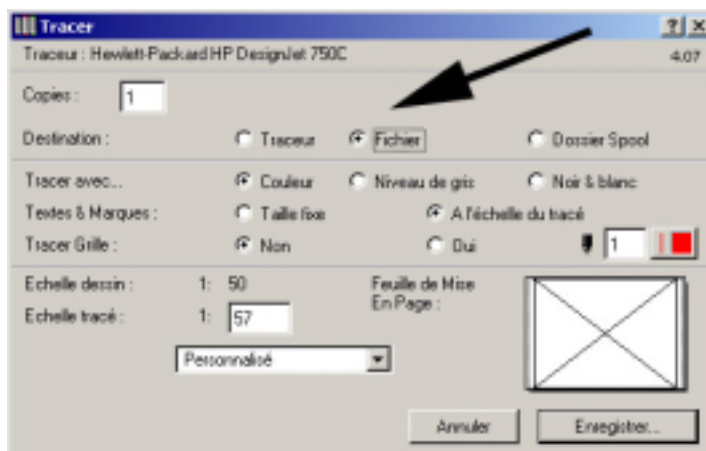 Tracer
Traceur : Hewlett-Packard HP DesignJet 750C 4.07
Copies : 1
Destination : Traceur Fichier Dossier Spool
Tracer avec... Couleur Niveau de gris Noir & blanc
Textes & Marques : Taille fixe A l'échelle du tracé
Tracer Grille : Non Oui 1
Echelle dessin : 1: 50 Feuille de Mise
En Page :
Echelle tracé : 1: 57
Personnalisé
Annuler Enregistrer...